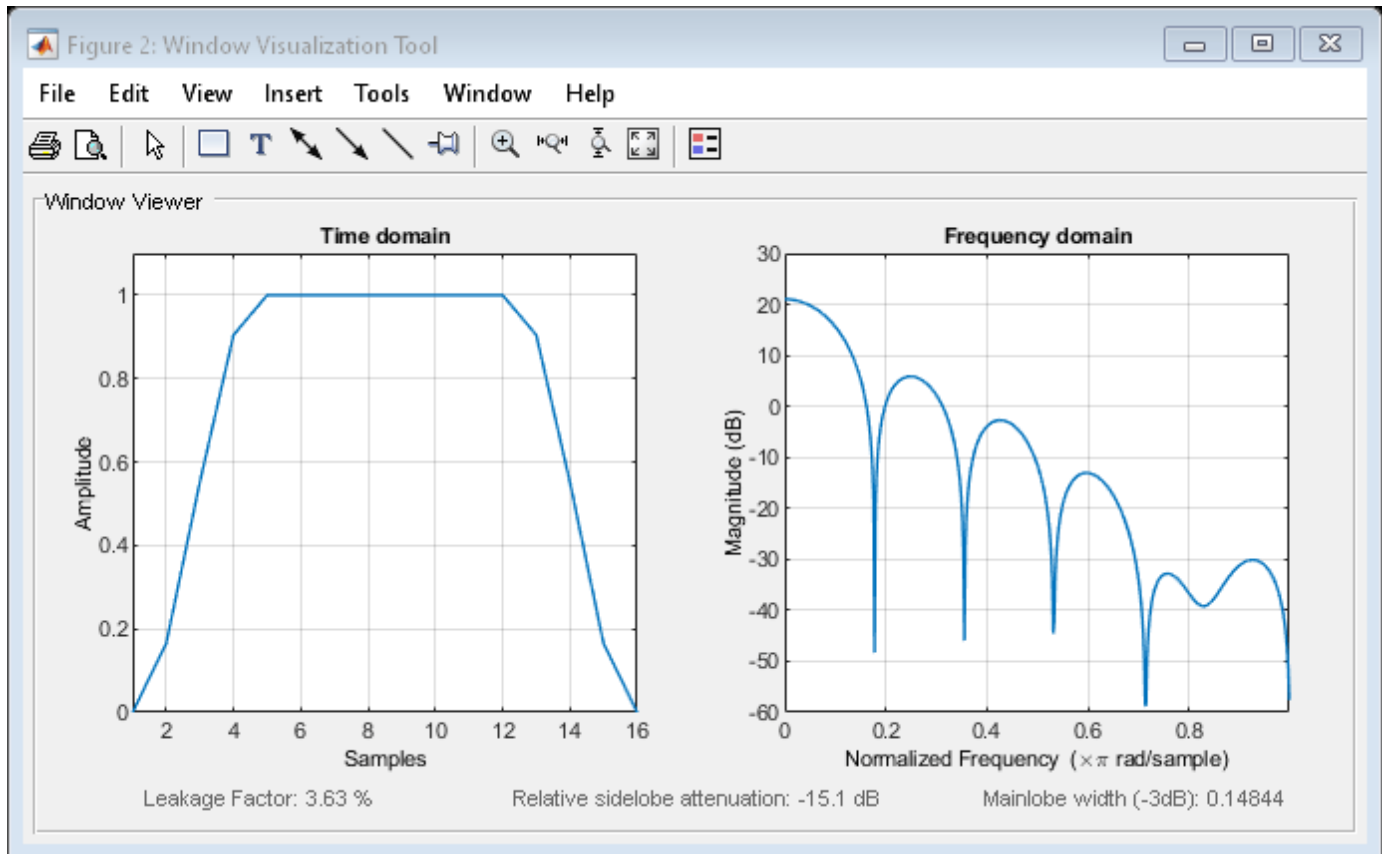 Figure 2: Window Visualization Tool
File Edit View Insert Tools Window Help
T
Window Viewer
Time domain
1
0.8
0.6
0.4
0.2
0
Amplitude
2 4 6 8 10 12 14 16
Samples
Frequency domain
30
20
10
0
-10
-20
-30
-40
-50
-60
Magnitude (dB)
0 0.2 0.4 0.6 0.8
Normalized Frequency (×π rad/sample)
Leakage Factor: 3.63 % Relative sidelobe attenuation: -15.1 dB Mainlobe width (-3dB): 0.14844